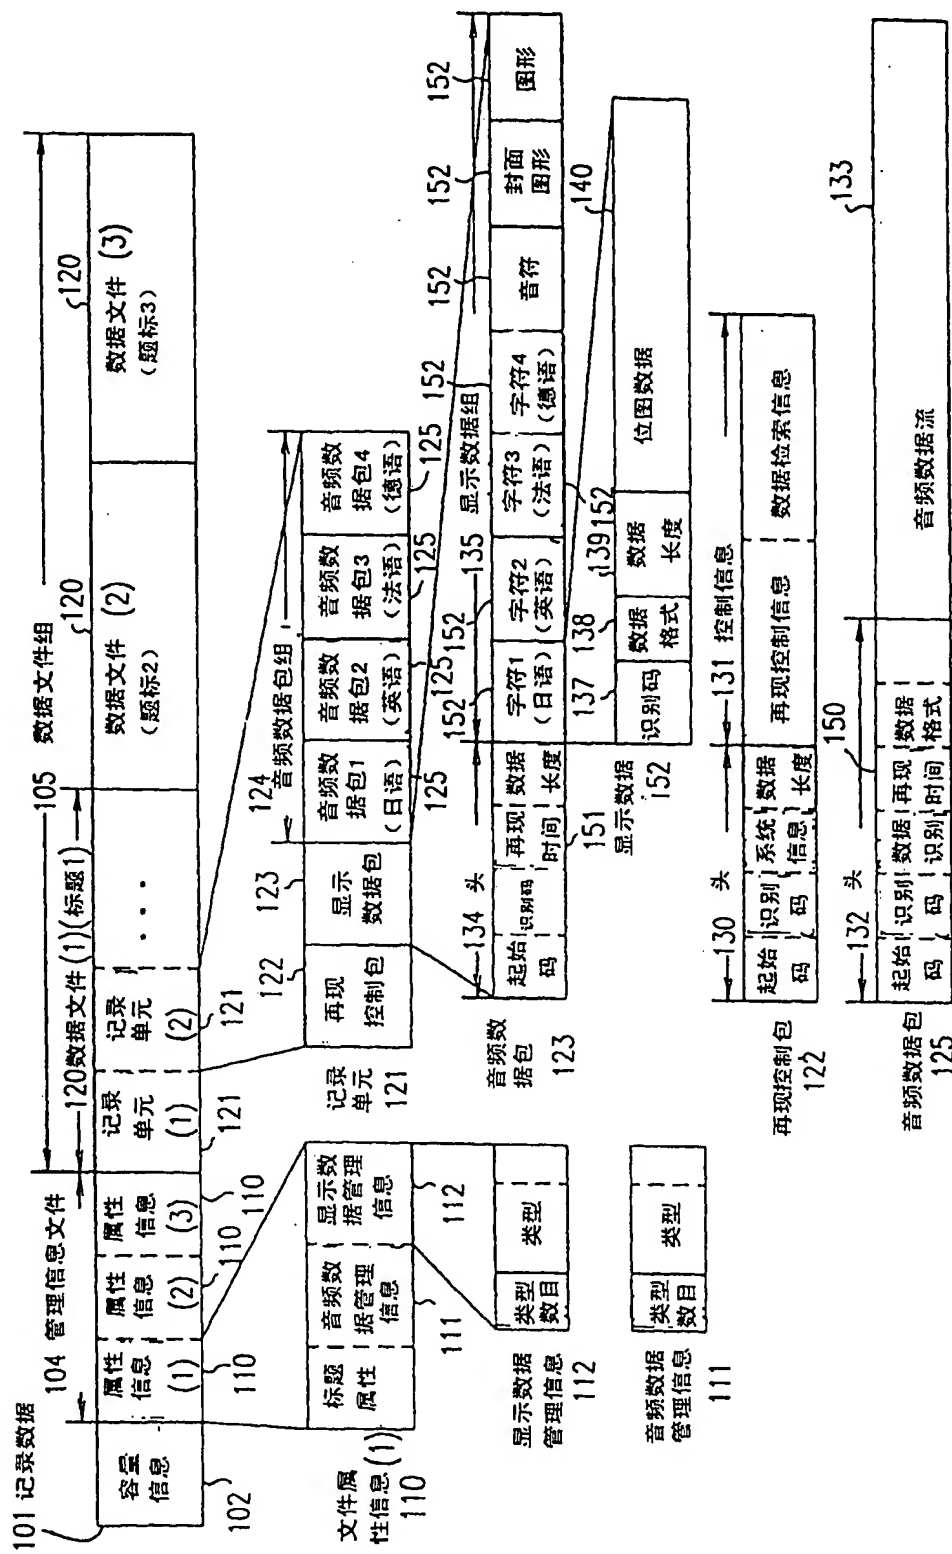 101 记录数据
104 管理信息文件
105 数据文件组
120 数据文件 (1) (标题1)
120
120
容量
信息
属性
信息
(1)
属性
信息
(2)
属性
信息
(3)
记录
单元
(1)
记录
单元
(2)
· · ·
数据文件 (2)
(题标2)
数据文件 (3)
(题标3)
102
110
110
110
121
121
文件属
性信息 (1)
110
标题
属性
音频数
据管理
信息
显示数
据管理
信息
111
112
显示数据
管理信息
112
类型
数目
类型
音频数据
管理信息
111
类型
数目
类型
记录
单元
121
122
123
124
音频数据包组
再现
控制包
显示
数据包
音频数
据包1
(日语)
音频数
据包2
(英语)
音频数
据包3
(法语)
音频数
据包4
(德语)
125
125
125
125
音频数
据包
123
134 头
135 显示数据组
152
152
152
152
152
152
起始
码
识别码
再现
时间
数据
长度
字符1
(日语)
字符2
(英语)
字符3
(法语)
字符4
(德语)
音符
封面
图形
图形
151
152
显示数据
152
137
138
139
140
识别码
数据
格式
数据
长度
位图数据
再现控制包
122
130 头
131 控制信息
起始
码
识别
码
系统
信息
数据
长度
再现控制信息
数据检索信息
音频数据包
125
132 头
150
133
起始
码
识别
码
数据
识别
再现
时间
数据
格式
音频数据流